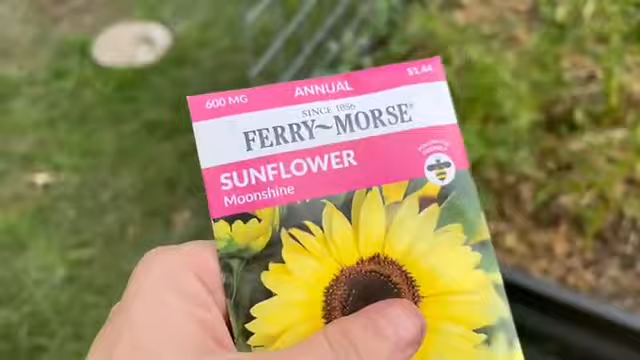 600 MG ANNUAL $1.44
SINCE 1856
FERRY~MORSE®
SUNFLOWER
Moonshine